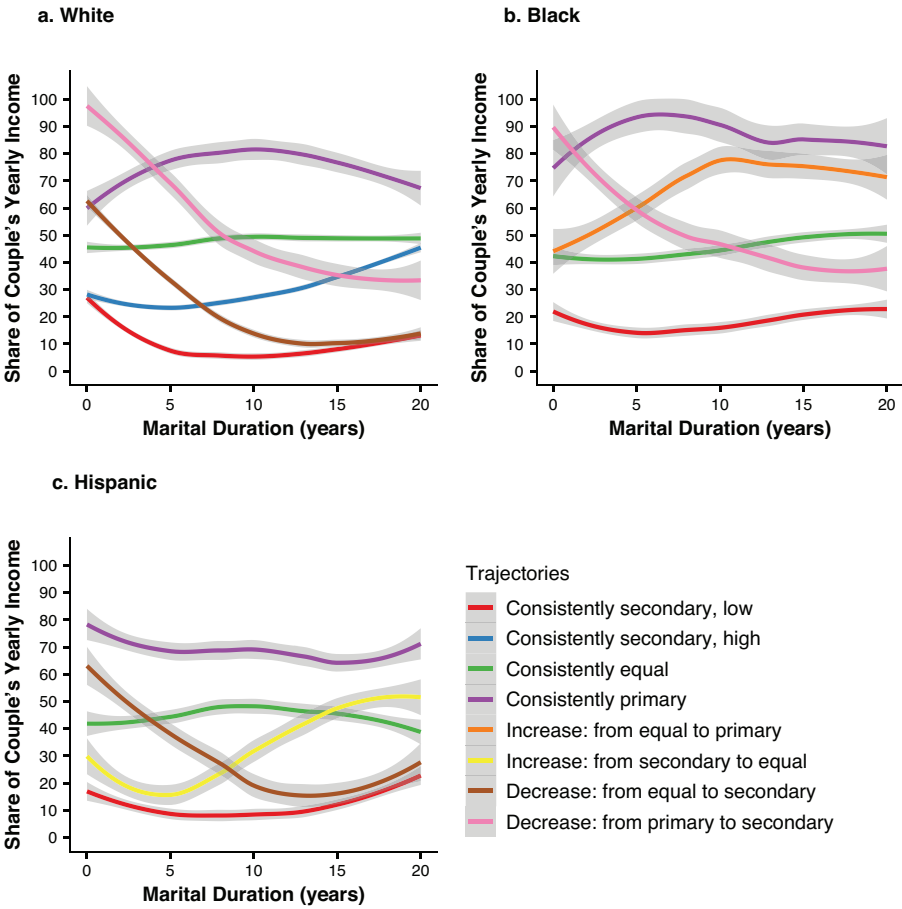 a. White
Share of Couple's Yearly Income
100
90
80
70
60
50
40
30
20
10
0
0 5 10 15 20
Marital Duration (years)
b. Black
Share of Couple's Yearly Income
100
90
80
70
60
50
40
30
20
10
0
0 5 10 15 20
Marital Duration (years)
c. Hispanic
Share of Couple's Yearly Income
100
90
80
70
60
50
40
30
20
10
0
0 5 10 15 20
Marital Duration (years)
Trajectories
Consistently secondary, low
Consistently secondary, high
Consistently equal
Consistently primary
Increase: from equal to primary
Increase: from secondary to equal
Decrease: from equal to secondary
Decrease: from primary to secondary